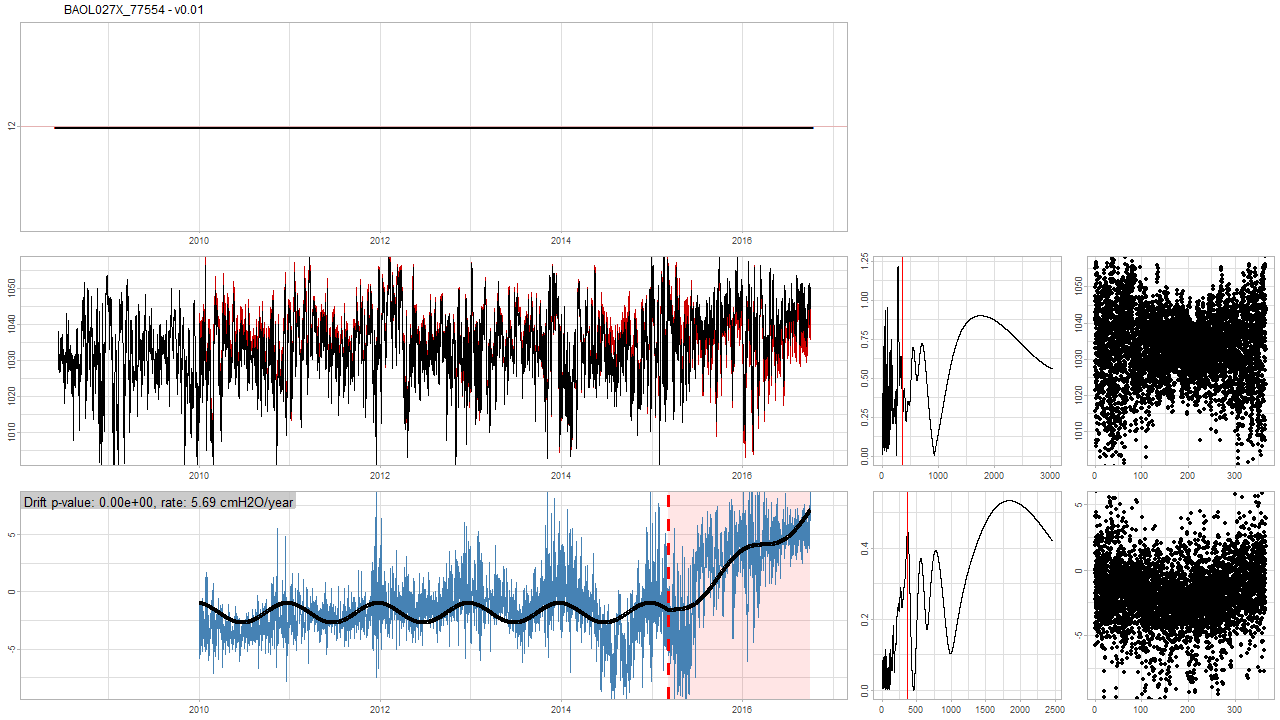 BAOL027X_77554 - v0.01
12
2010 2012 2014 2016
1010 1020 1030 1040 1050
2010 2012 2014 2016
0.00 0.25 0.50 0.75 1.00 1.25
0 1000 2000 3000
1010 1020 1030 1040 1050
0 100 200 300
Drift p-value: 0.00e+00, rate: 5.69 cmH2O/year
-5 0 5
2010 2012 2014 2016
0.0 0.2 0.4
0 500 1000 1500 2000 2500
-5 0 5
0 100 200 300